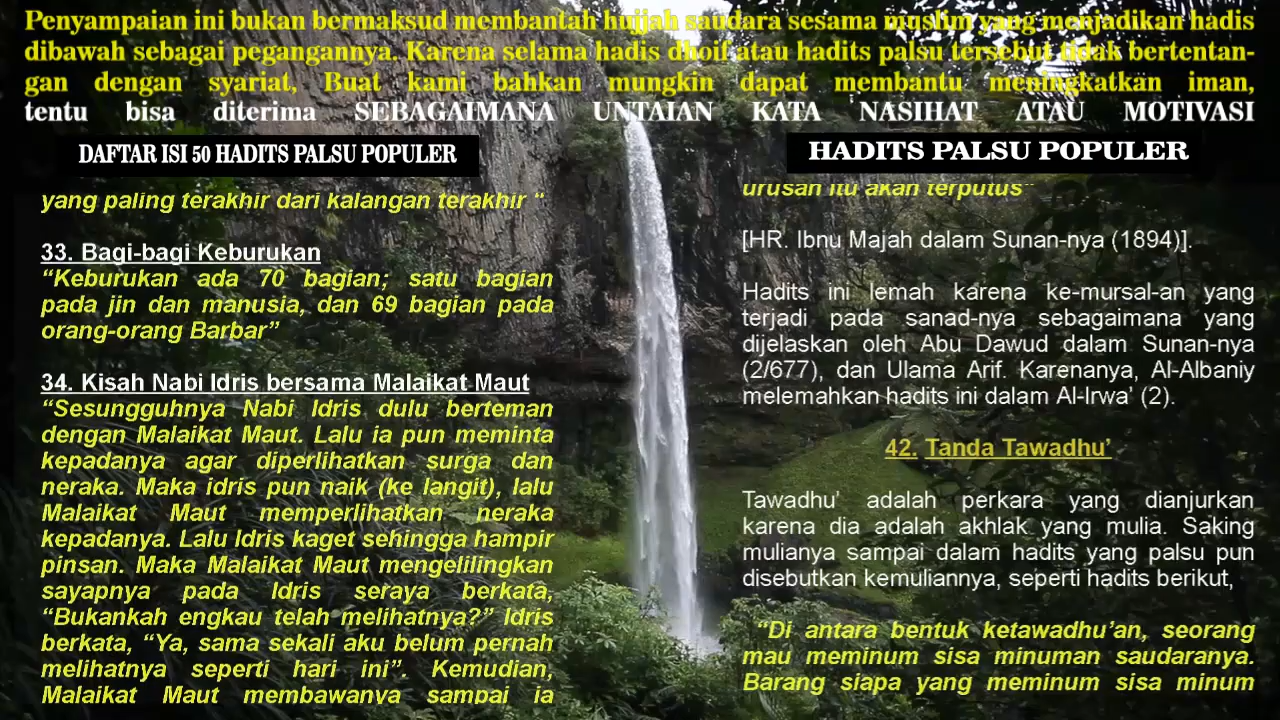 Penyampaian ini bukan bermaksud membantah hujjah saudara sesama muslim yang menjadikan hadis
dibawah sebagai pegangannya. Karena selama hadis dhoif atau hadits palsu tersebut tidak bertentan-
gan dengan syariat, Buat kami bahkan mungkin dapat membantu meningkatkan iman,
tentu bisa diterima SEBAGAIMANA UNTAIAN KATA NASIHAT ATAU MOTIVASI
DAFTAR ISI 50 HADITS PALSU POPULER
yang paling terakhir dari kalangan terakhir “
33. Bagi-bagi Keburukan
“Keburukan ada 70 bagian; satu bagian
pada jin dan manusia, dan 69 bagian pada
orang-orang Barbar”
34. Kisah Nabi Idris bersama Malaikat Maut
“Sesungguhnya Nabi Idris dulu berteman
dengan Malaikat Maut. Lalu ia pun meminta
kepadanya agar diperlihatkan surga dan
neraka. Maka idris pun naik (ke langit), lalu
Malaikat Maut memperlihatkan neraka
kepadanya. Lalu Idris kaget sehingga hampir
pinsan. Maka Malaikat Maut mengelilingkan
sayapnya pada Idris seraya berkata,
“Bukankah engkau telah melihatnya?” Idris
berkata, “Ya, sama sekali aku belum pernah
melihatnya seperti hari ini”. Kemudian,
Malaikat Maut membawanya sampai ia
HADITS PALSU POPULER
urusan itu akan terputus”
[HR. Ibnu Majah dalam Sunan-nya (1894)].
Hadits ini lemah karena ke-mursal-an yang
terjadi pada sanad-nya sebagaimana yang
dijelaskan oleh Abu Dawud dalam Sunan-nya
(2/677), dan Ulama Arif. Karenanya, Al-Albaniy
melemahkan hadits ini dalam Al-Irwa’ (2).
42. Tanda Tawadhu’
Tawadhu’ adalah perkara yang dianjurkan
karena dia adalah akhlak yang mulia. Saking
mulianya sampai dalam hadits yang palsu pun
disebutkan kemuliannya, seperti hadits berikut,
“Di antara bentuk ketawadhu’an, seorang
mau meminum sisa minuman saudaranya.
Barang siapa yang meminum sisa minum